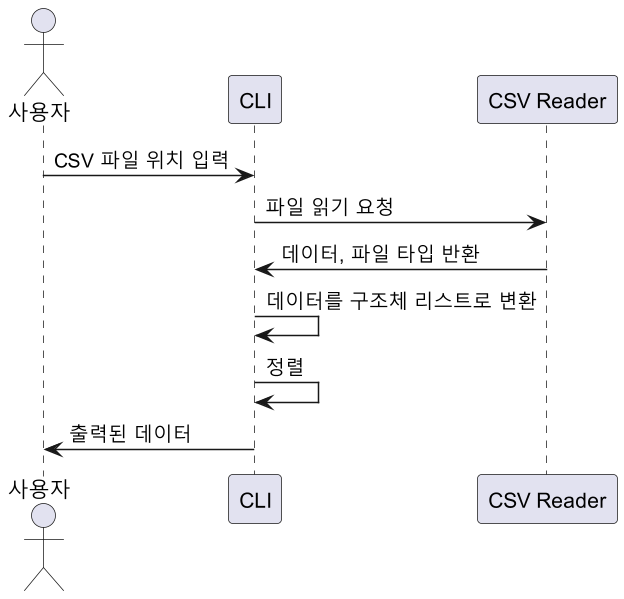 사용자
CLI
CSV Reader
CSV 파일 위치 입력
파일 읽기 요청
데이터, 파일 타입 반환
데이터를 구조체 리스트로 변환
정렬
출력된 데이터
사용자
CLI
CSV Reader